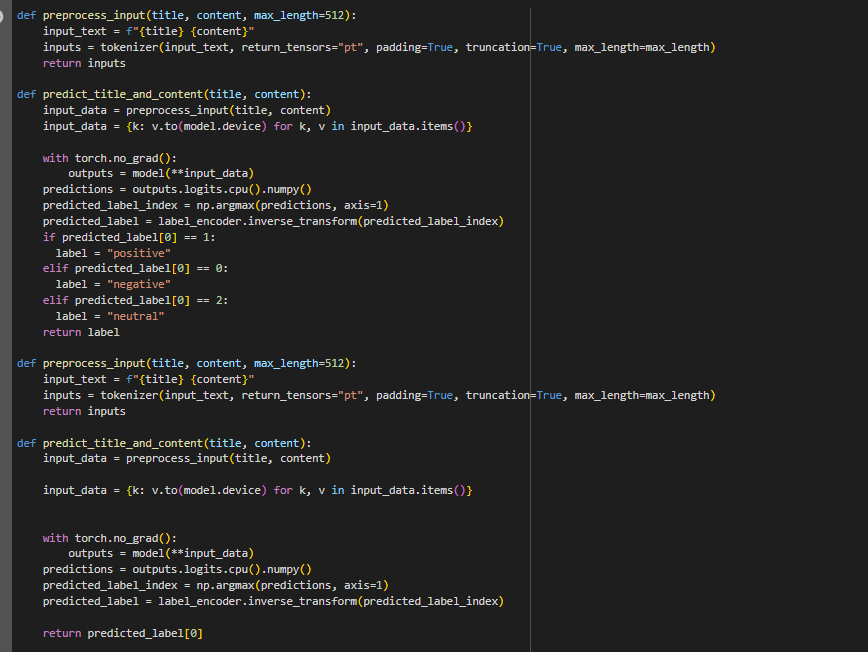 def preprocess_input(title, content, max_length=512):
    input_text = f"{title} {content}"
    inputs = tokenizer(input_text, return_tensors="pt", padding=True, truncation=True, max_length=max_length)
    return inputs

def predict_title_and_content(title, content):
    input_data = preprocess_input(title, content)
    input_data = {k: v.to(model.device) for k, v in input_data.items()}

    with torch.no_grad():
        outputs = model(**input_data)
    predictions = outputs.logits.cpu().numpy()
    predicted_label_index = np.argmax(predictions, axis=1)
    predicted_label = label_encoder.inverse_transform(predicted_label_index)
    if predicted_label[0] == 1:
      label = "positive"
    elif predicted_label[0] == 0:
      label = "negative"
    elif predicted_label[0] == 2:
      label = "neutral"
    return label

def preprocess_input(title, content, max_length=512):
    input_text = f"{title} {content}"
    inputs = tokenizer(input_text, return_tensors="pt", padding=True, truncation=True, max_length=max_length)
    return inputs

def predict_title_and_content(title, content):
    input_data = preprocess_input(title, content)

    input_data = {k: v.to(model.device) for k, v in input_data.items()}


    with torch.no_grad():
        outputs = model(**input_data)
    predictions = outputs.logits.cpu().numpy()
    predicted_label_index = np.argmax(predictions, axis=1)
    predicted_label = label_encoder.inverse_transform(predicted_label_index)

    return predicted_label[0]